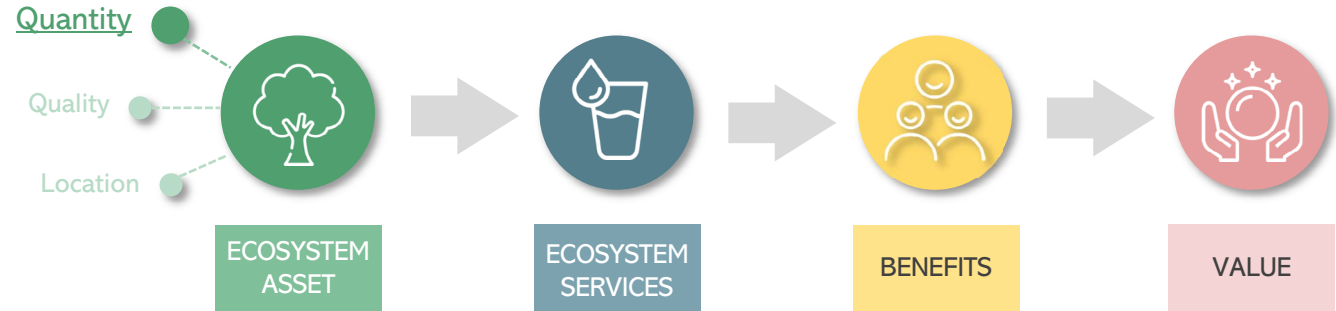 Quantity
Quality
Location
ECOSYSTEM
ASSET
ECOSYSTEM
SERVICES
BENEFITS
VALUE